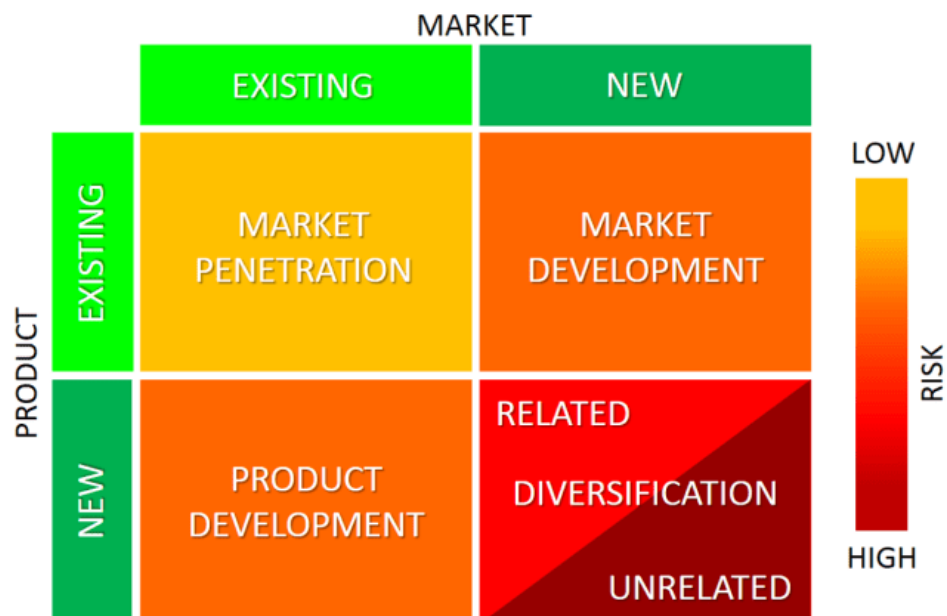 MARKET
EXISTING
NEW
PRODUCT
EXISTING
MARKET
PENETRATION
MARKET
DEVELOPMENT
NEW
PRODUCT
DEVELOPMENT
RELATED
DIVERSIFICATION
UNRELATED
LOW
RISK
HIGH